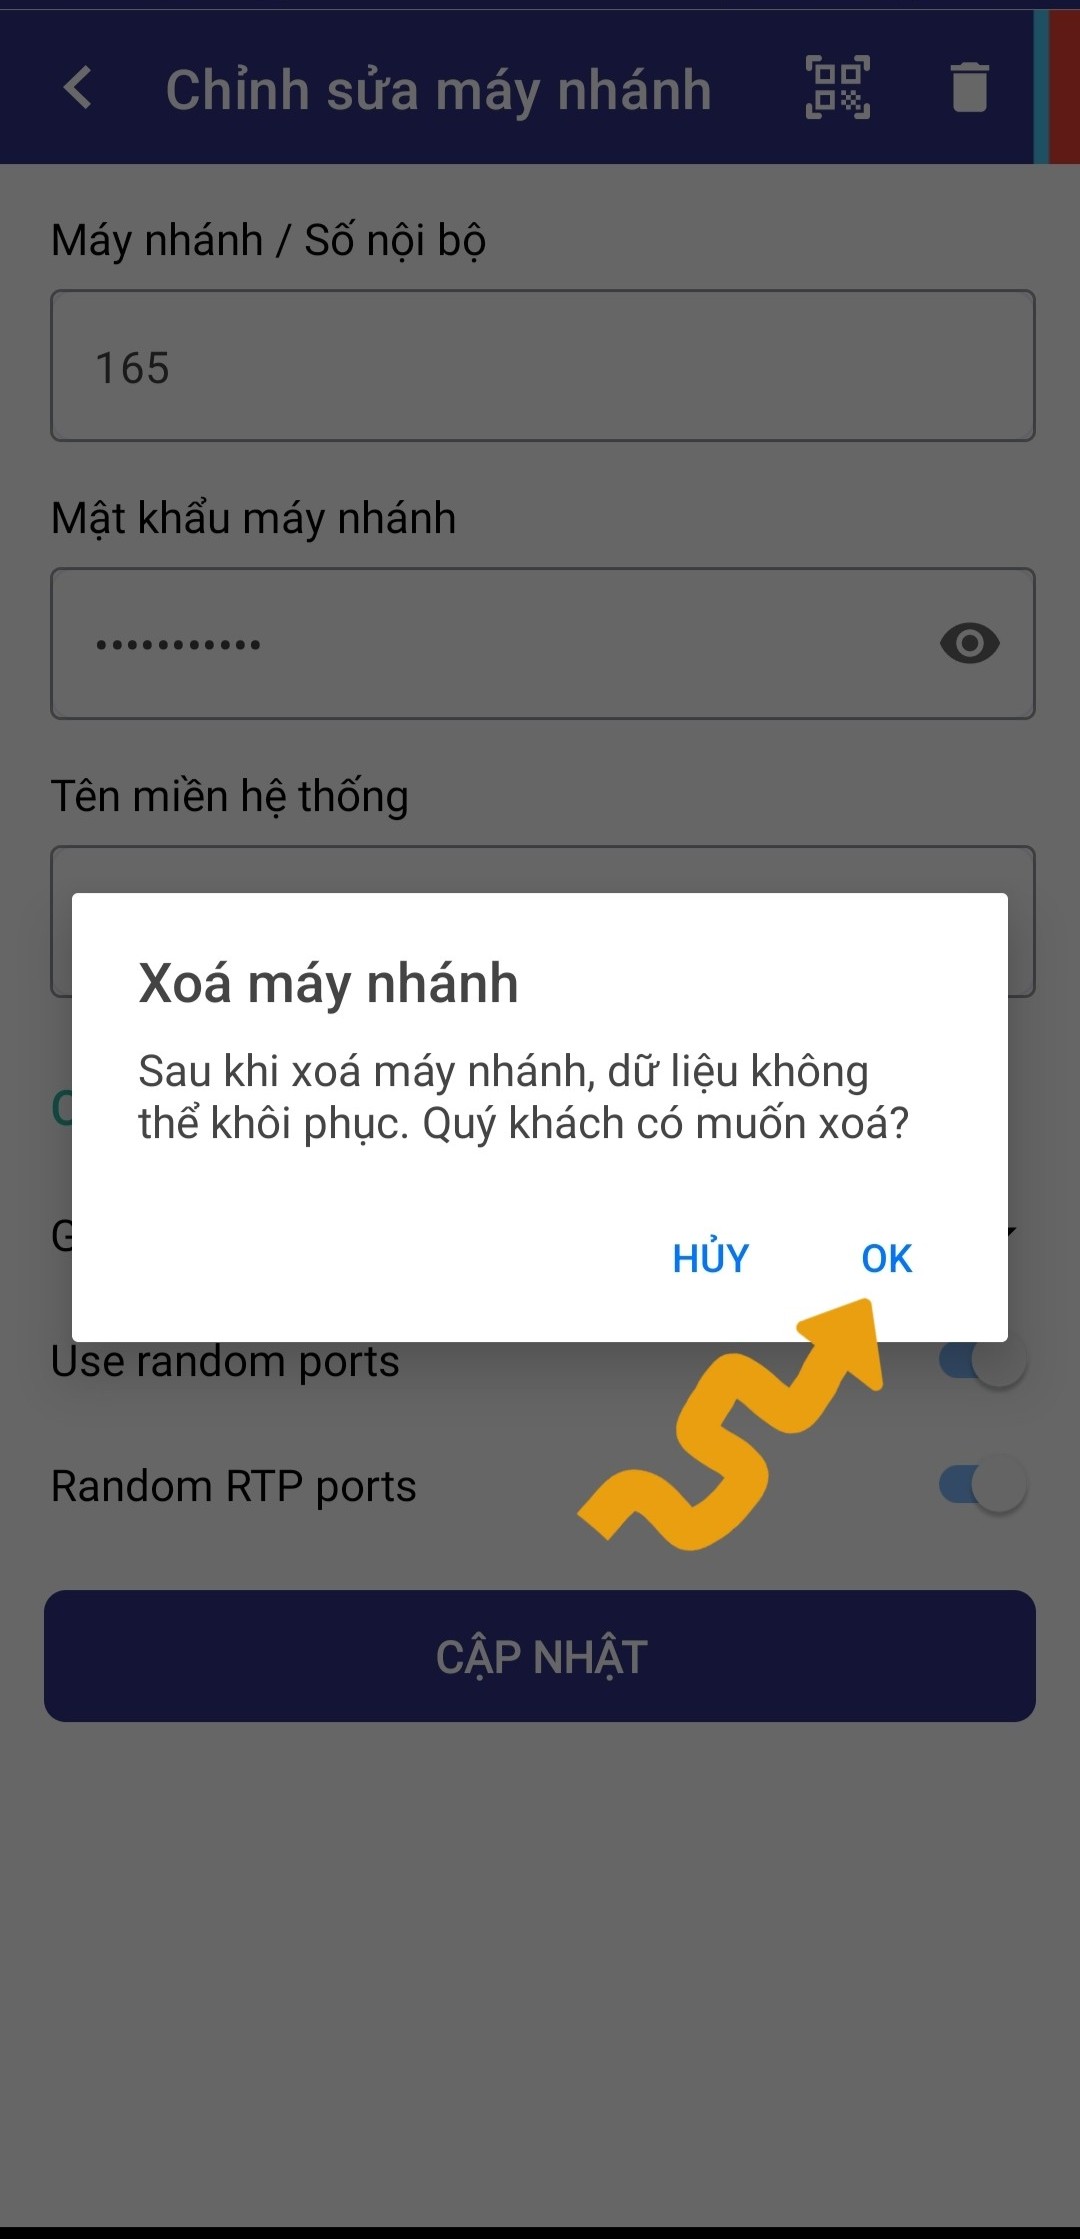 Chỉnh sửa máy nhánh
Máy nhánh / Số nội bộ
165
Mật khẩu máy nhánh
•••••••••••
Tên miền hệ thống
Xoá máy nhánh
Sau khi xoá máy nhánh, dữ liệu không
thể khôi phục. Quý khách có muốn xoá?
HỦY OK
Use random ports
Random RTP ports
CẬP NHẬT